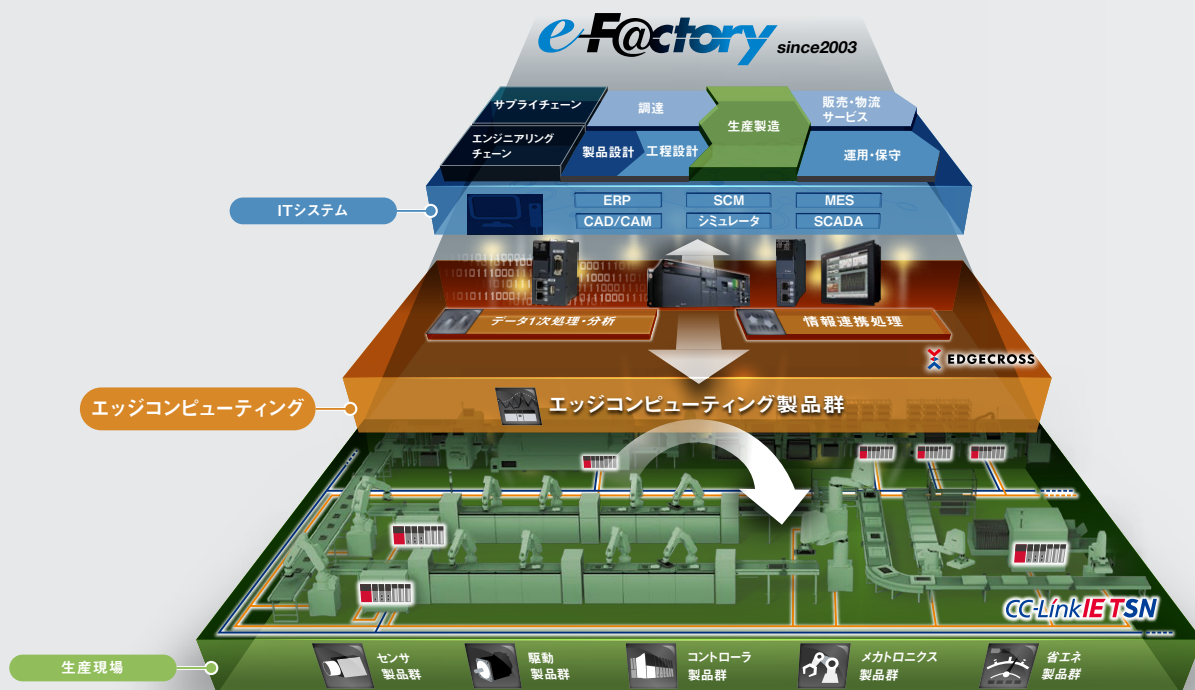 e-F@ctory since2003
サプライチェーン
調達
生産製造
販売・物流
サービス
エンジニアリング
チェーン
製品設計
工程設計
運用・保守
ITシステム
ERP
SCM
MES
CAD/CAM
シミュレータ
SCADA
データ1次処理・分析
情報連携処理
EDGECROSS
エッジコンピューティング
エッジコンピューティング製品群
CC-Link IE TSN
生産現場
センサ
製品群
駆動
製品群
コントローラ
製品群
メカトロニクス
製品群
省エネ
製品群